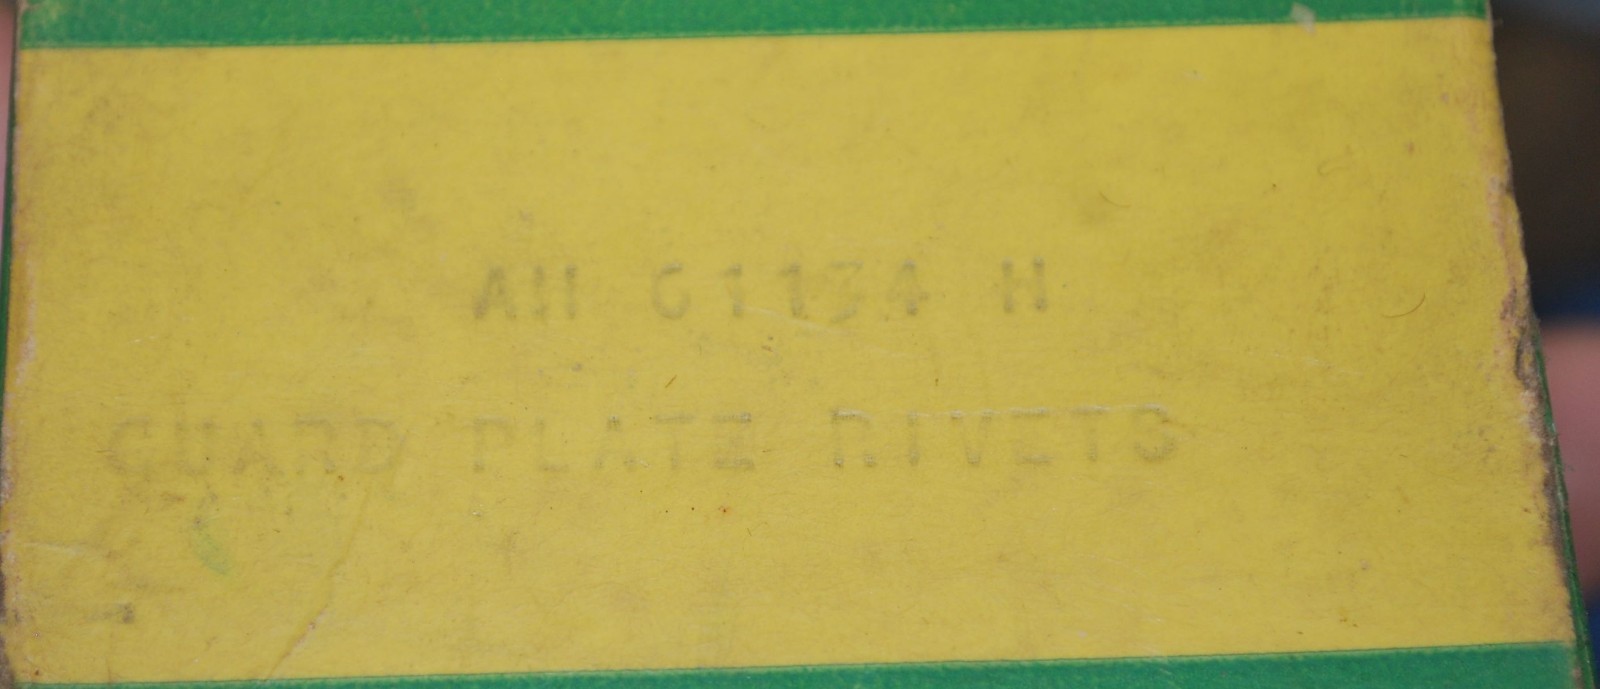 AH 61134 H
GUARD PLATE RIVETS